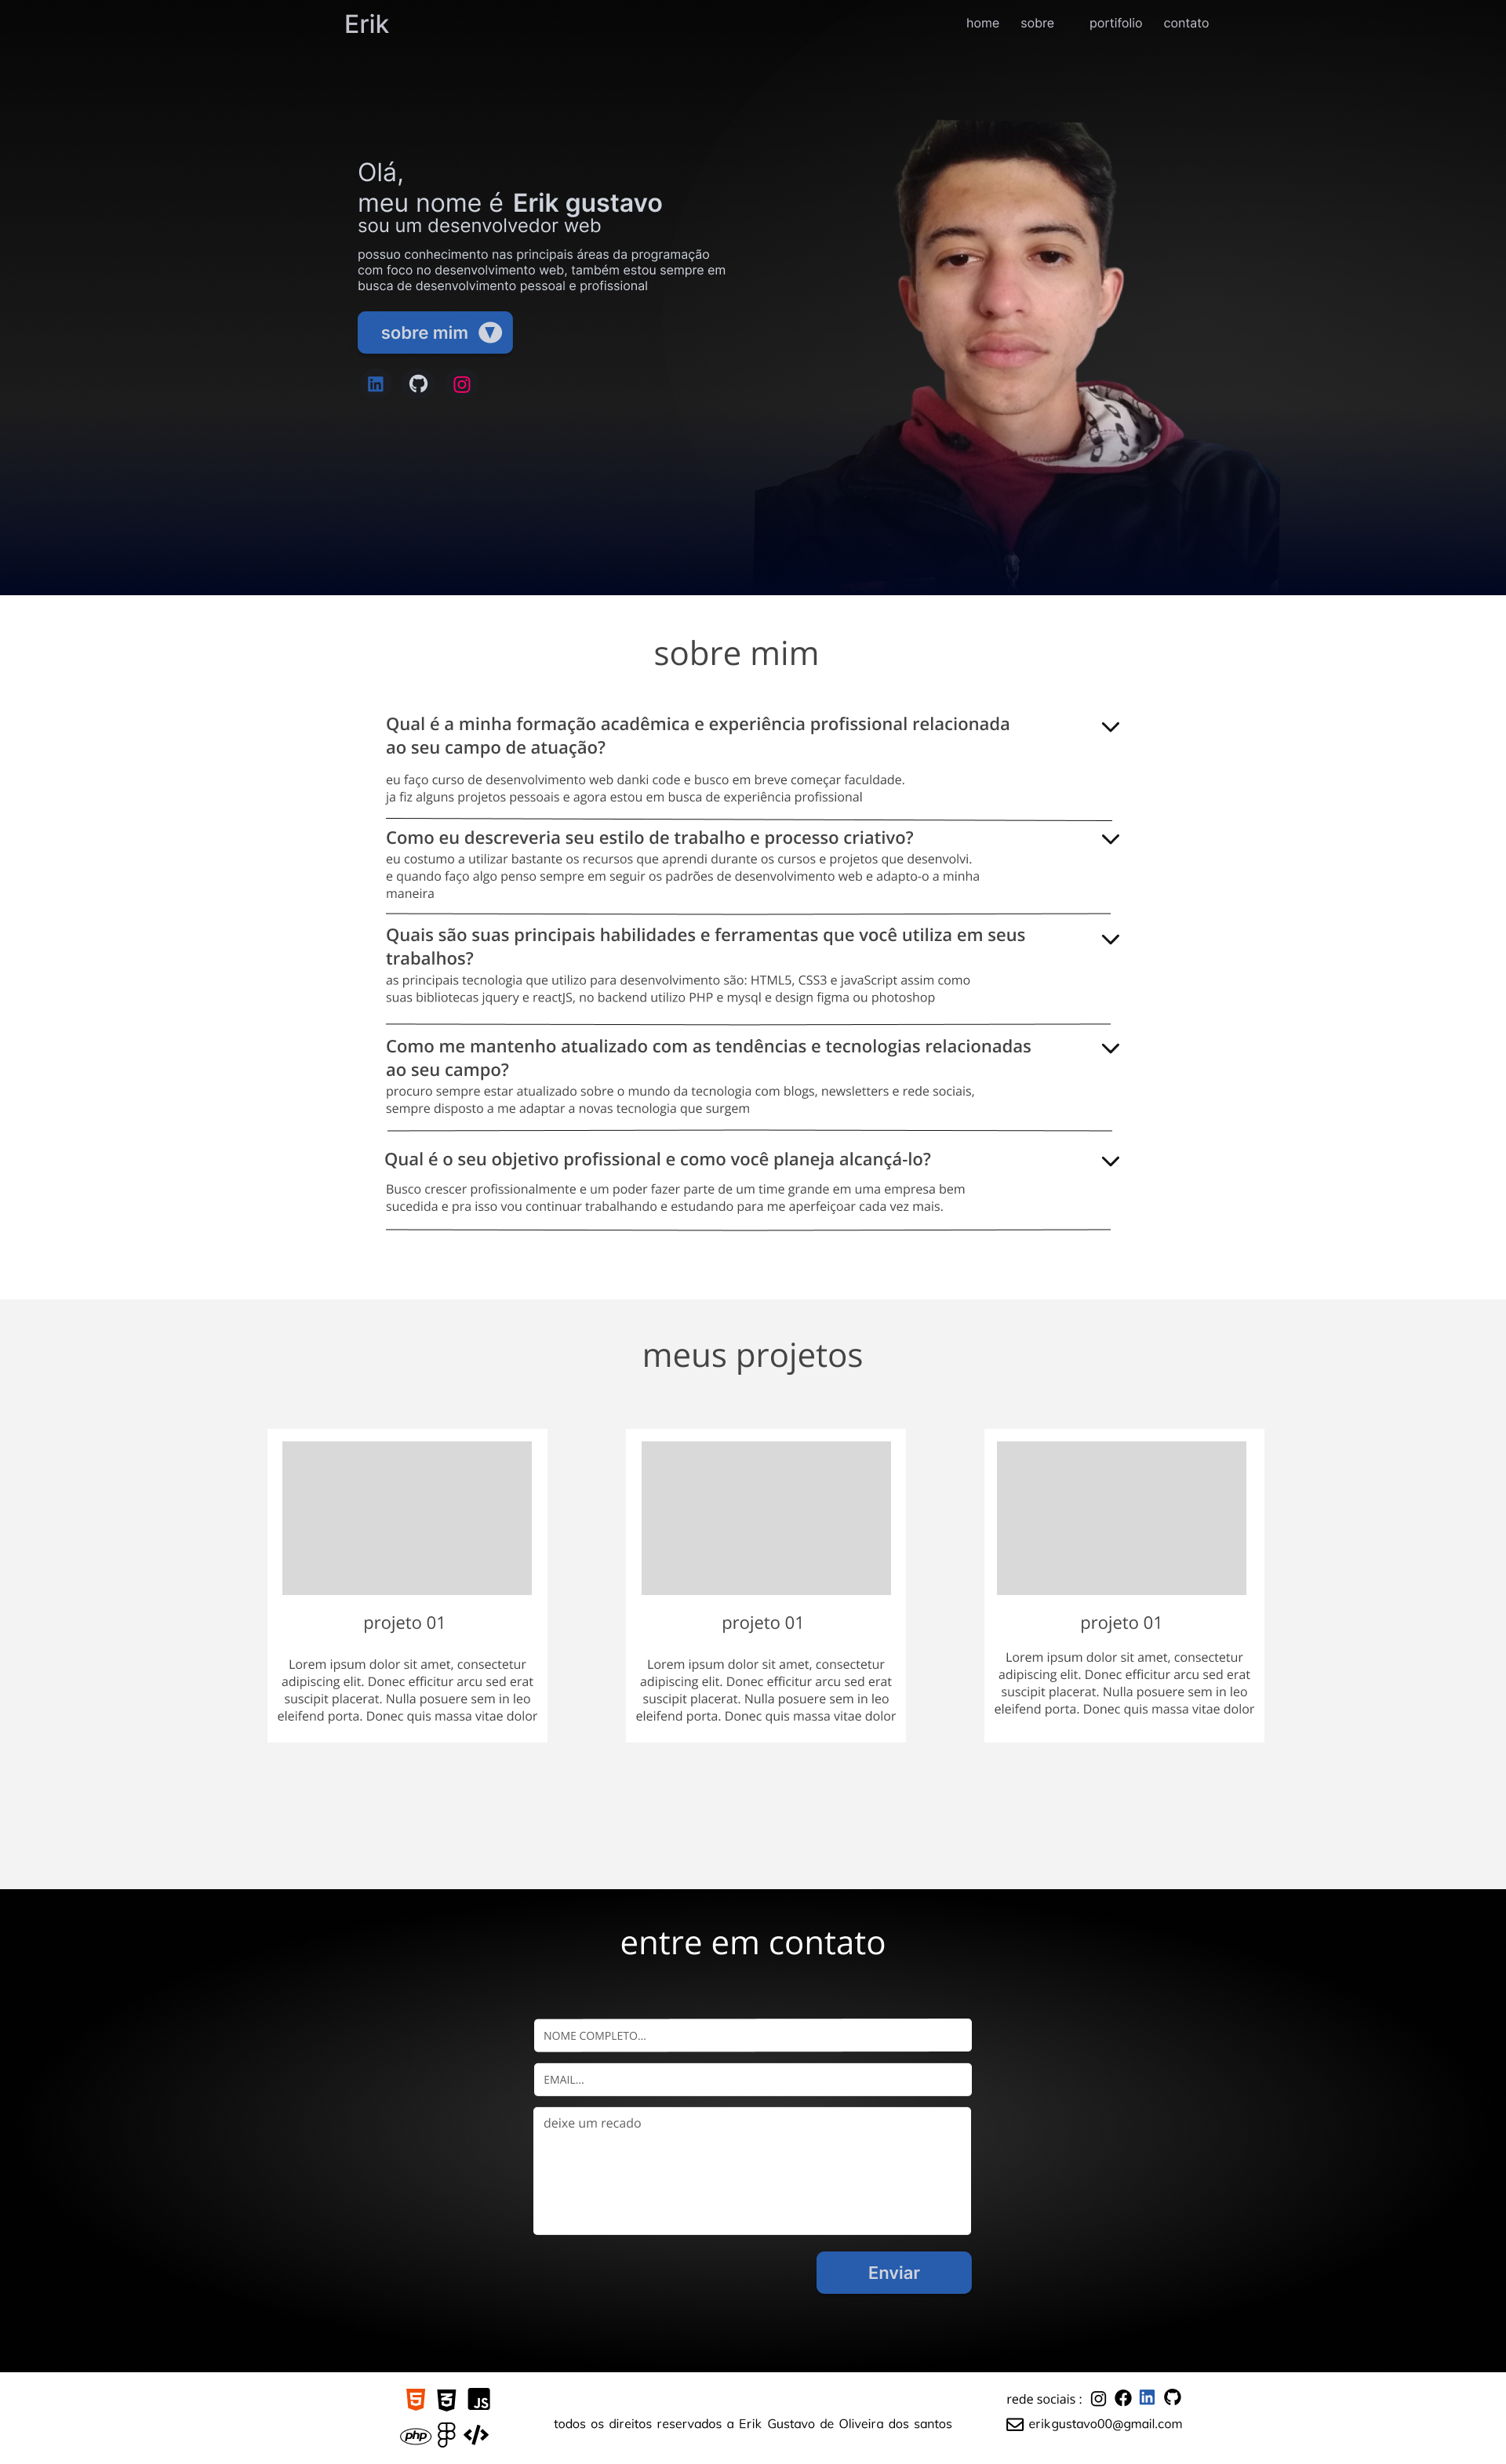 Erik
home sobre portifolio contato
Olá,
meu nome é Erik gustavo
sou um desenvolvedor web
possuo conhecimento nas principais áreas da programação
com foco no desenvolvimento web, também estou sempre em
busca de desenvolvimento pessoal e profissional
sobre mim
sobre mim
Qual é a minha formação acadêmica e experiência profissional relacionada
ao seu campo de atuação?
eu faço curso de desenvolvimento web danki code e busco em breve começar faculdade.
ja fiz alguns projetos pessoais e agora estou em busca de experiência profissional
Como eu descreveria seu estilo de trabalho e processo criativo?
eu costumo a utilizar bastante os recursos que aprendi durante os cursos e projetos que desenvolvi.
e quando faço algo penso sempre em seguir os padrões de desenvolvimento web e adapto-o a minha
maneira
Quais são suas principais habilidades e ferramentas que você utiliza em seus
trabalhos?
as principais tecnologia que utilizo para desenvolvimento são: HTML5, CSS3 e javaScript assim como
suas bibliotecas jquery e reactJS, no backend utilizo PHP e mysql e design figma ou photoshop
Como me mantenho atualizado com as tendências e tecnologias relacionadas
ao seu campo?
procuro sempre estar atualizado sobre o mundo da tecnologia com blogs, newsletters e rede sociais,
sempre disposto a me adaptar a novas tecnologia que surgem
Qual é o seu objetivo profissional e como você planeja alcançá-lo?
Busco crescer profissionalmente e um poder fazer parte de um time grande em uma empresa bem
sucedida e pra isso vou continuar trabalhando e estudando para me aperfeiçoar cada vez mais.
meus projetos
projeto 01
Lorem ipsum dolor sit amet, consectetur
adipiscing elit. Donec efficitur arcu sed erat
suscipit placerat. Nulla posuere sem in leo
eleifend porta. Donec quis massa vitae dolor
projeto 01
Lorem ipsum dolor sit amet, consectetur
adipiscing elit. Donec efficitur arcu sed erat
suscipit placerat. Nulla posuere sem in leo
eleifend porta. Donec quis massa vitae dolor
projeto 01
Lorem ipsum dolor sit amet, consectetur
adipiscing elit. Donec efficitur arcu sed erat
suscipit placerat. Nulla posuere sem in leo
eleifend porta. Donec quis massa vitae dolor
entre em contato
NOME COMPLETO...
EMAIL...
deixe um recado
Enviar
JS
php
todos os direitos reservados a Erik Gustavo de Oliveira dos santos
rede sociais :
erikgustavo00@gmail.com